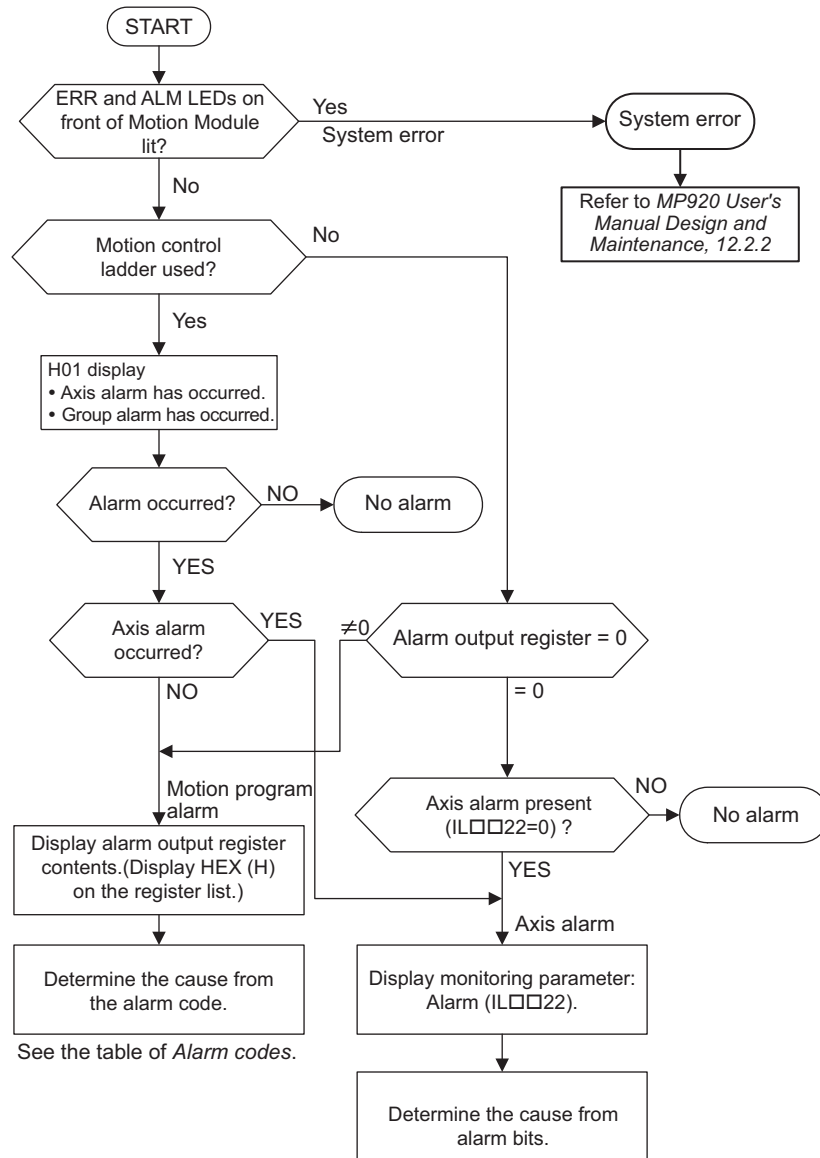 START
ERR and ALM LEDs on
front of Motion Module
lit?
Yes
System error
System error
No
Refer to MP920 User's
Manual Design and
Maintenance, 12.2.2
Motion control
ladder used?
No
Yes
H01 display
• Axis alarm has occurred.
• Group alarm has occurred.
Alarm occurred?
NO
No alarm
YES
Axis alarm
occurred?
YES
≠0
Alarm output register = 0
NO
= 0
Motion program
alarm
Axis alarm present
(IL□□22=0) ?
NO
No alarm
Display alarm output register
contents.(Display HEX (H)
on the register list.)
YES
Axis alarm
Determine the cause from
the alarm code.
Display monitoring parameter:
Alarm (IL□□22).
See the table of Alarm codes.
Determine the cause from
alarm bits.